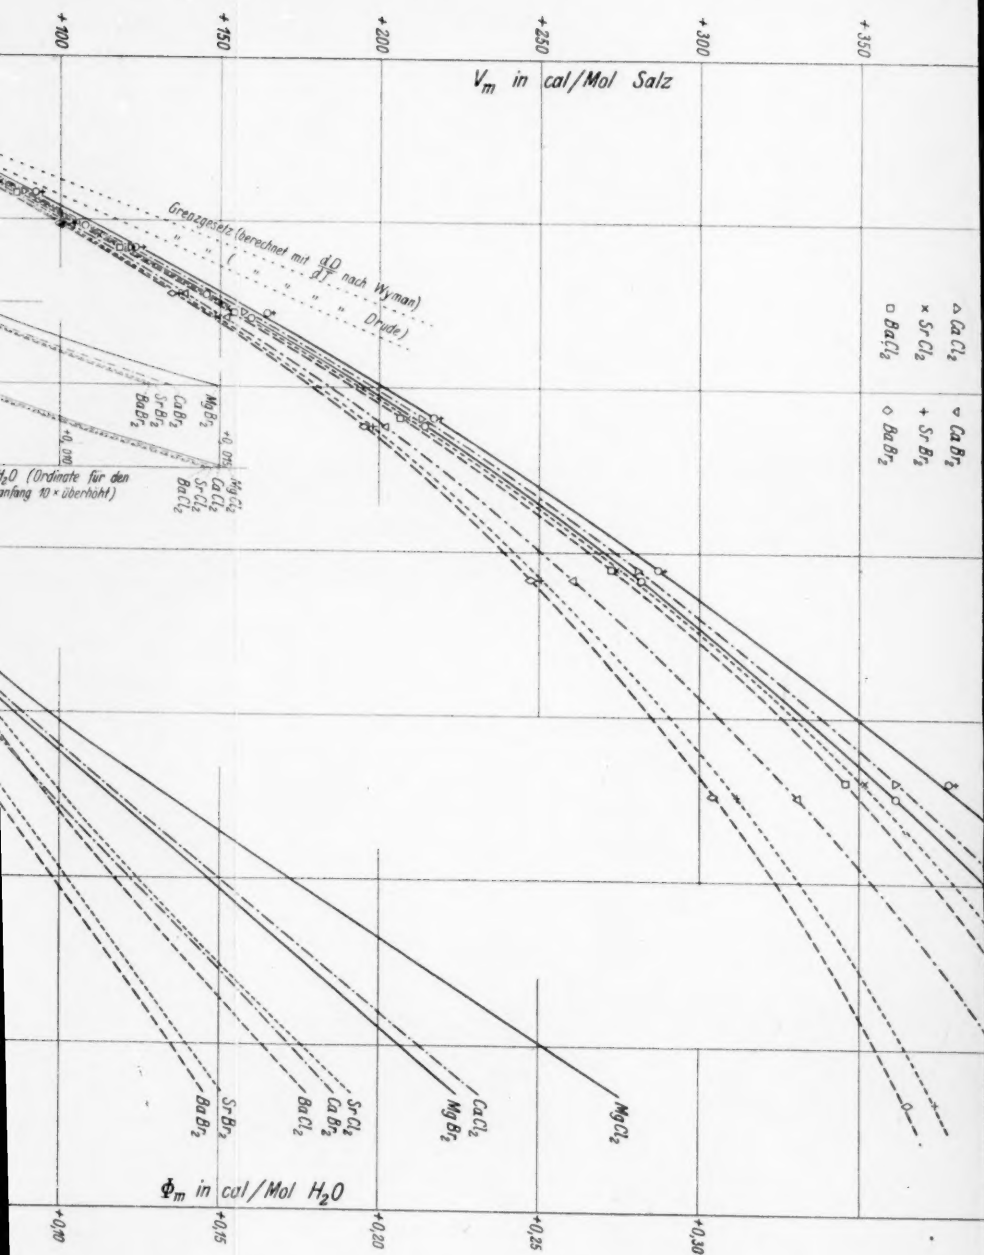 +100
+150
+200
+250
+300
+350
V_m in cal/Mol Salz
Grenzgesetz (berechnet mit dD/dT nach Wyman)
" " ( " " " " Drude)
△ CaCl₂ ▽ CaBr₂
× SrCl₂ + SrBr₂
□ BaCl₂ ◇ BaBr₂
MgBr₂
CaBr₂
SrBr₂
BaBr₂
+0,010
+0,015
MgCl₂
CaCl₂
SrCl₂
BaCl₂
H₂O (Ordinate für den
anfang 10 × überhöht)
BaBr₂
SrBr₂
BaCl₂
CaBr₂
SrCl₂
MgBr₂
CaCl₂
MgCl₂
Φ_m in cal/Mol H₂O
+0,10
+0,15
+0,20
+0,25
+0,30